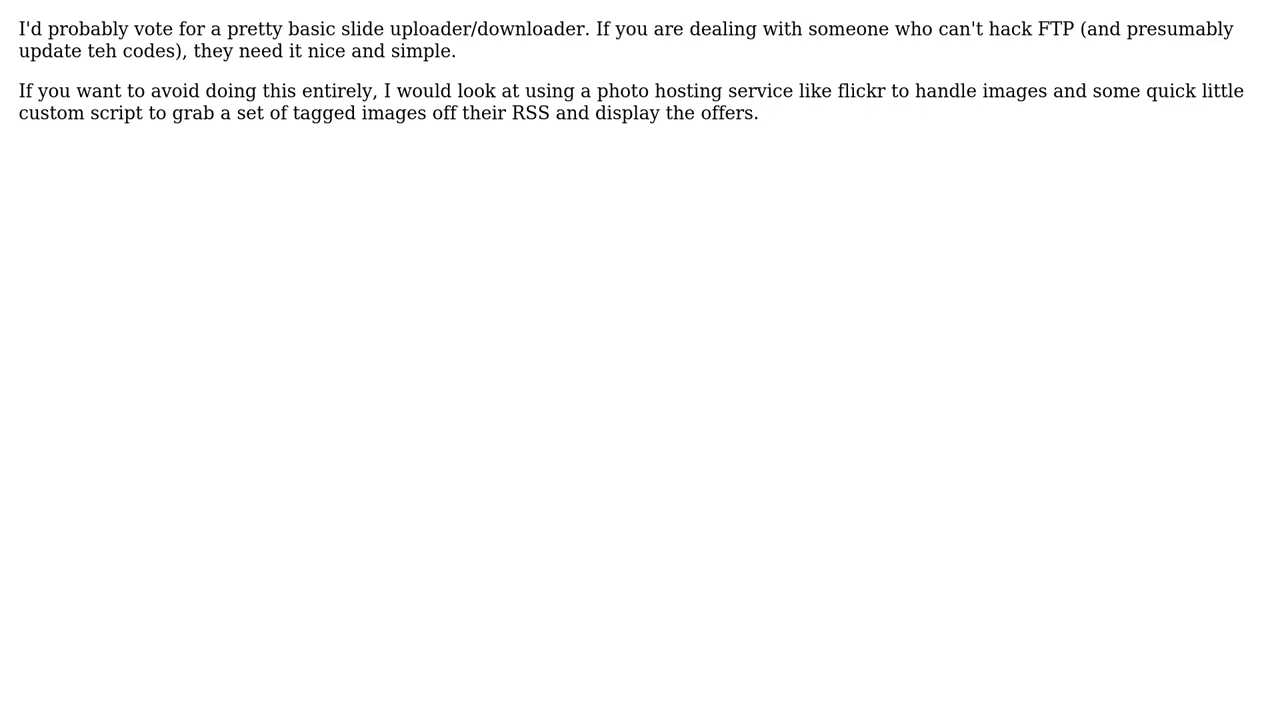 I'd probably vote for a pretty basic slide uploader/downloader. If you are dealing with someone who can't hack FTP (and presumably
update teh codes), they need it nice and simple.
If you want to avoid doing this entirely, I would look at using a photo hosting service like flickr to handle images and some quick little
custom script to grab a set of tagged images off their RSS and display the offers.